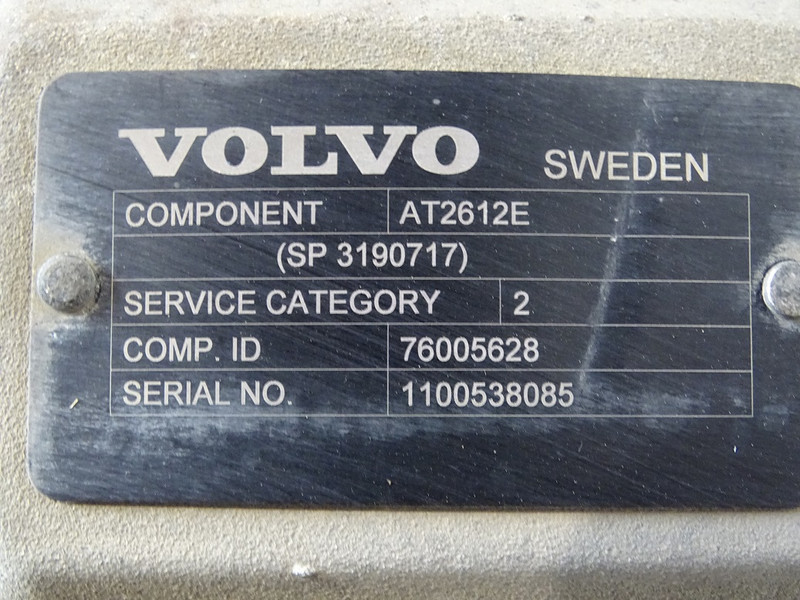 VOLVO SWEDEN
COMPONENT AT2612E
(SP 3190717)
SERVICE CATEGORY 2
COMP. ID 76005628
SERIAL NO. 1100538085